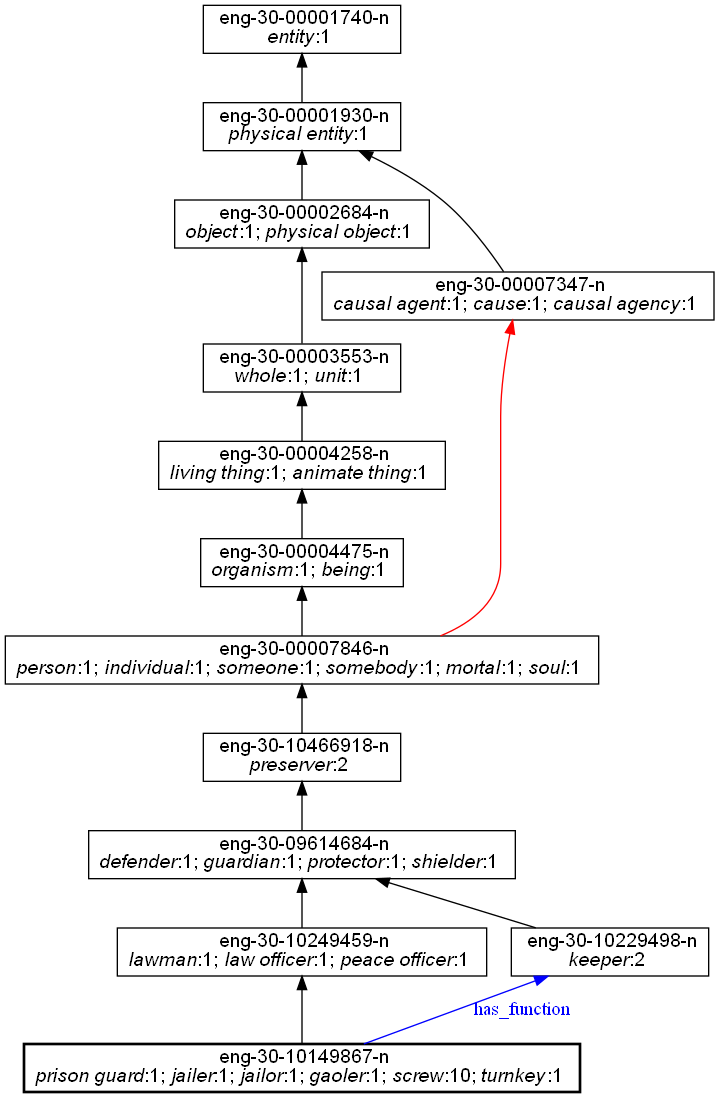 eng-30-00001740-n
entity:1
eng-30-00001930-n
physical entity:1
eng-30-00002684-n
object:1; physical object:1
eng-30-00007347-n
causal agent:1; cause:1; causal agency:1
eng-30-00003553-n
whole:1; unit:1
eng-30-00004258-n
living thing:1; animate thing:1
eng-30-00004475-n
organism:1; being:1
eng-30-00007846-n
person:1; individual:1; someone:1; somebody:1; mortal:1; soul:1
eng-30-10466918-n
preserver:2
eng-30-09614684-n
defender:1; guardian:1; protector:1; shielder:1
eng-30-10249459-n
lawman:1; law officer:1; peace officer:1
eng-30-10229498-n
keeper:2
has_function
eng-30-10149867-n
prison guard:1; jailer:1; jailor:1; gaoler:1; screw:10; turnkey:1